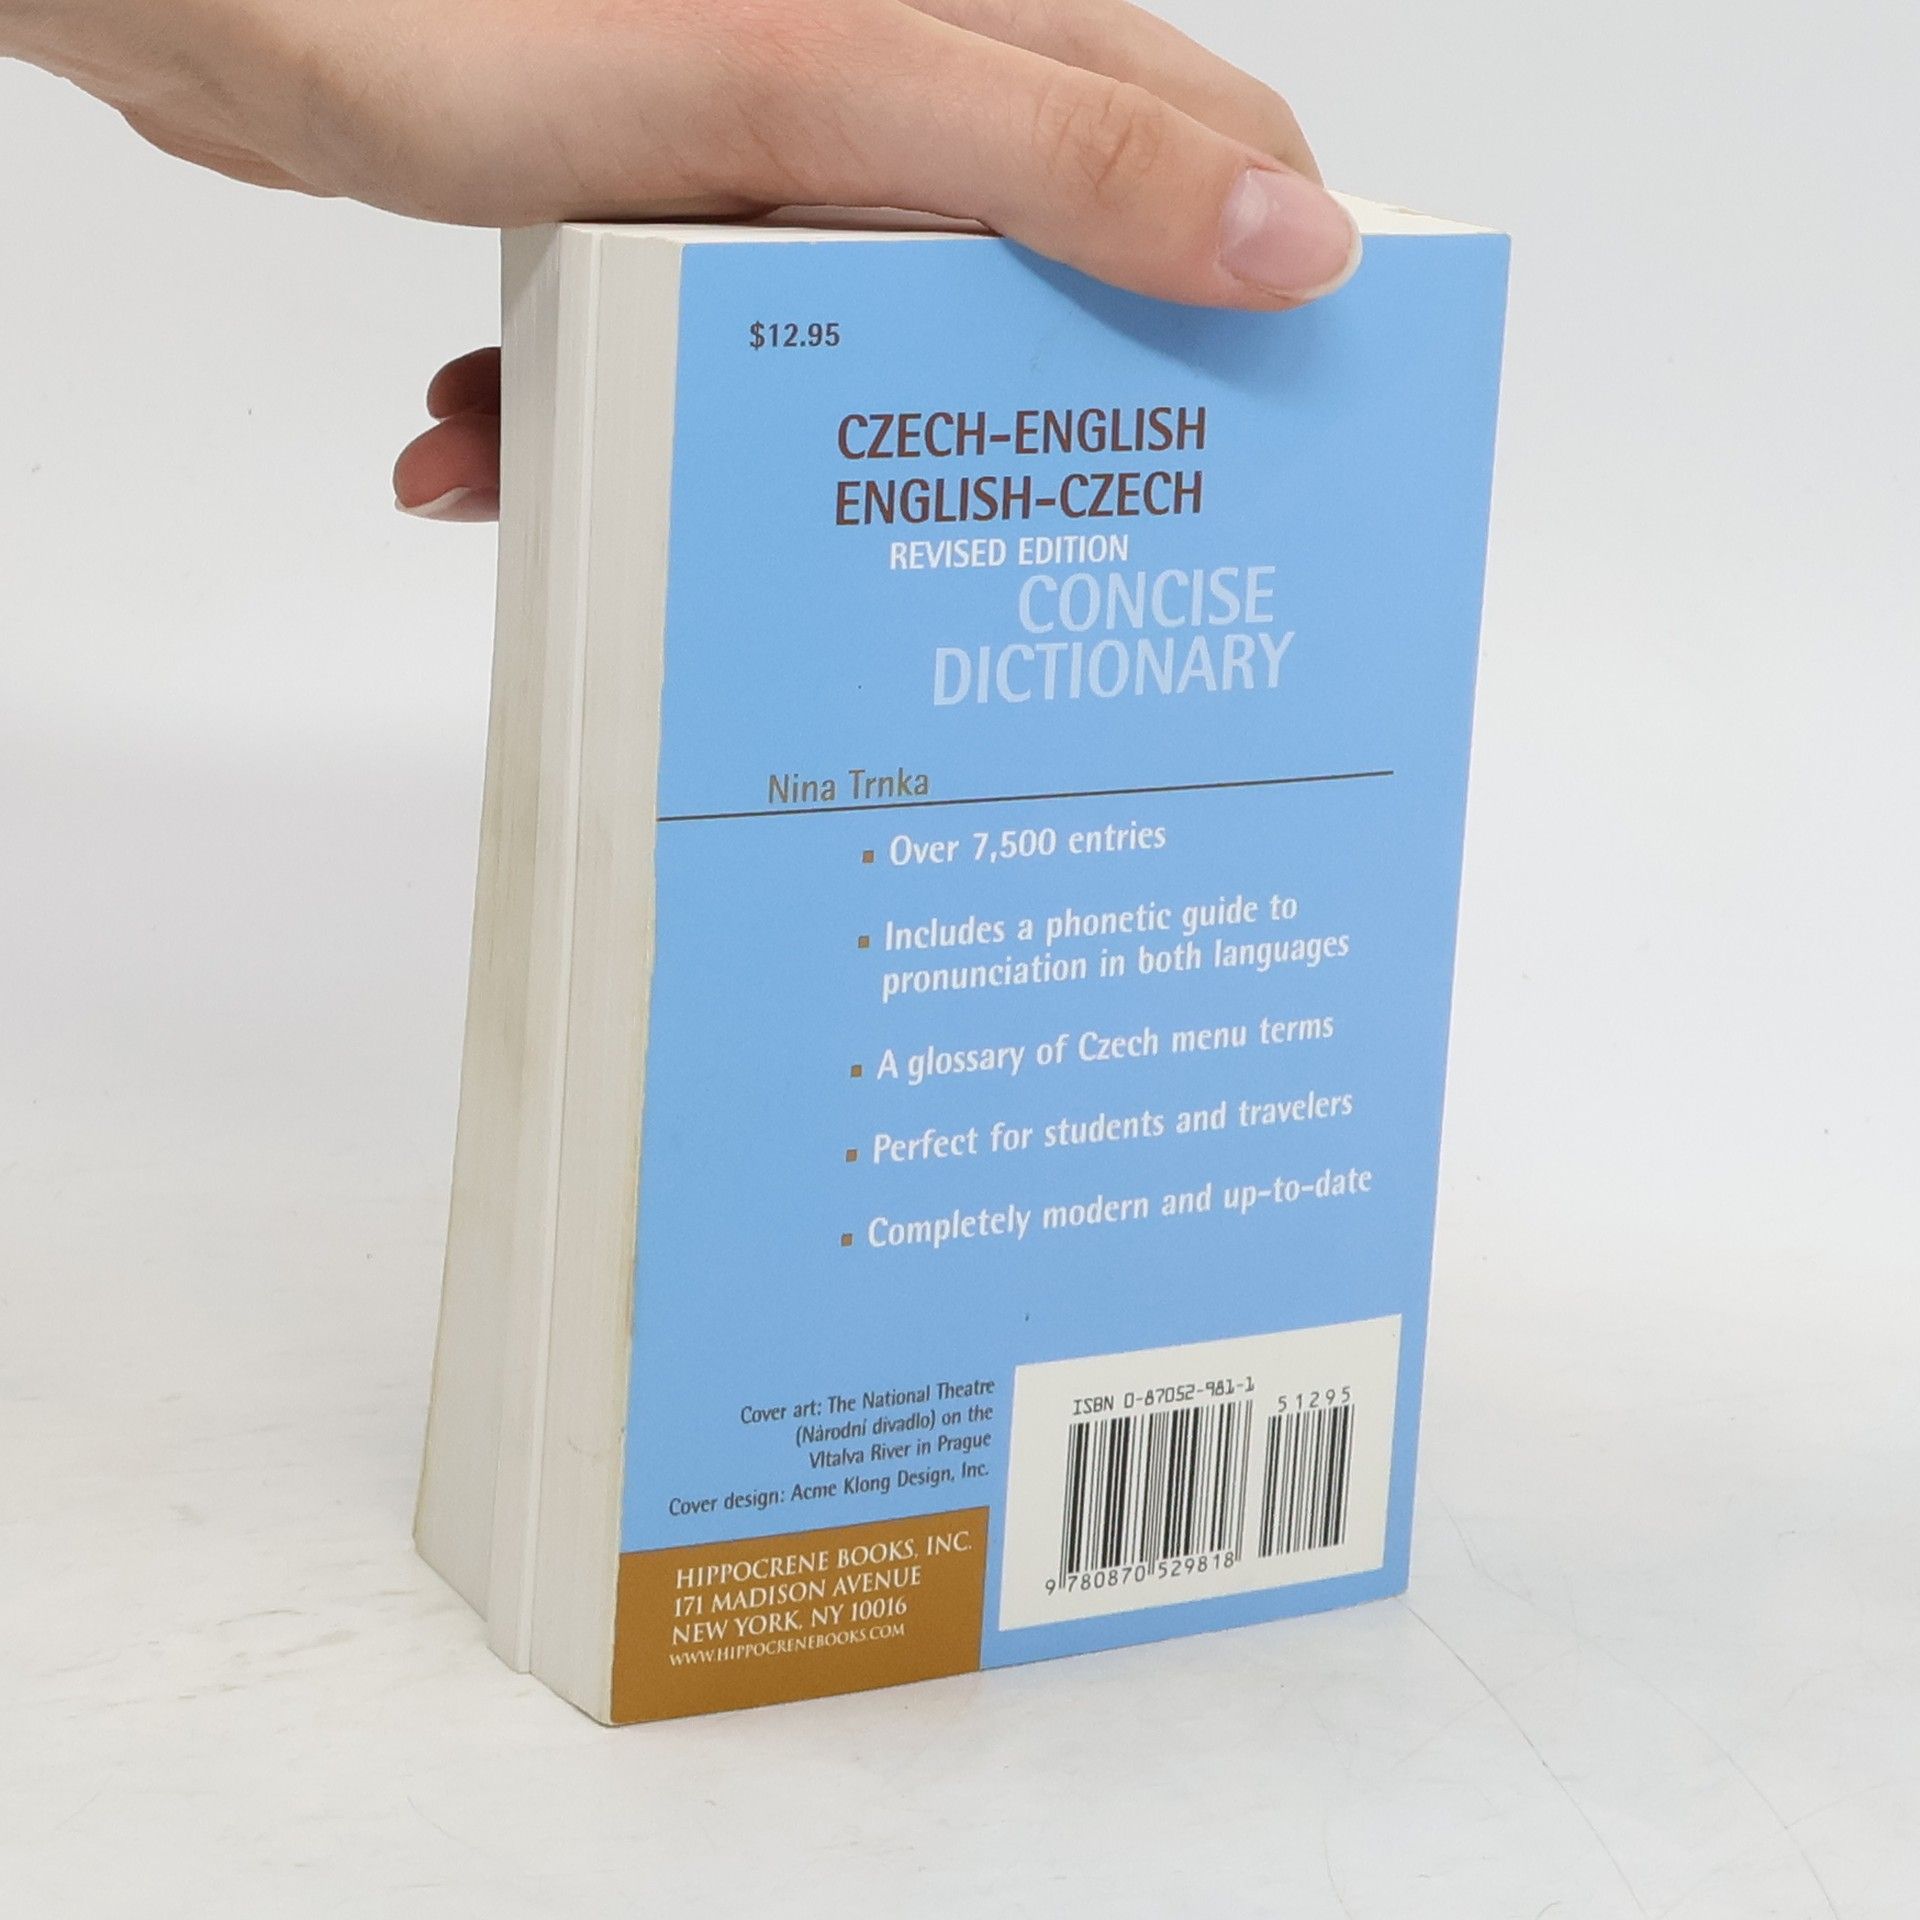 $12.95
CZECH-ENGLISH
ENGLISH-CZECH
REVISED EDITION
CONCISE
DICTIONARY
Nina Trnka
▪ Over 7,500 entries
▪ Includes a phonetic guide to
pronunciation in both languages
▪ A glossary of Czech menu terms
▪ Perfect for students and travelers
▪ Completely modern and up-to-date
Cover art: The National Theatre
(Národní divadlo) on the
Vltalva River in Prague
Cover design: Acme Klong Design, Inc.
HIPPOCRENE BOOKS, INC.
171 MADISON AVENUE
NEW YORK, NY 10016
WWW.HIPPOCRENEBOOKS.COM
ISBN 0-87052-981-1
51295
9 780870 529818